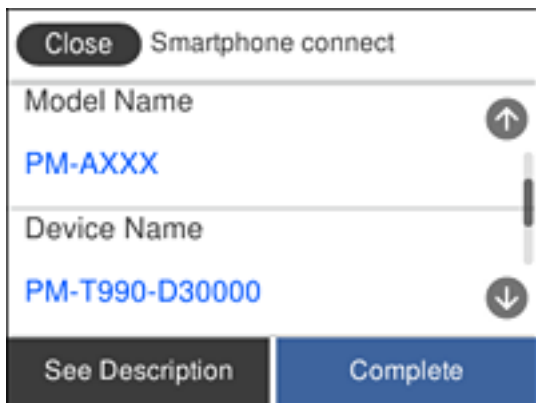 Close Smartphone connect
Model Name
PM-AXXX
Device Name
PM-T990-D30000
See Description Complete